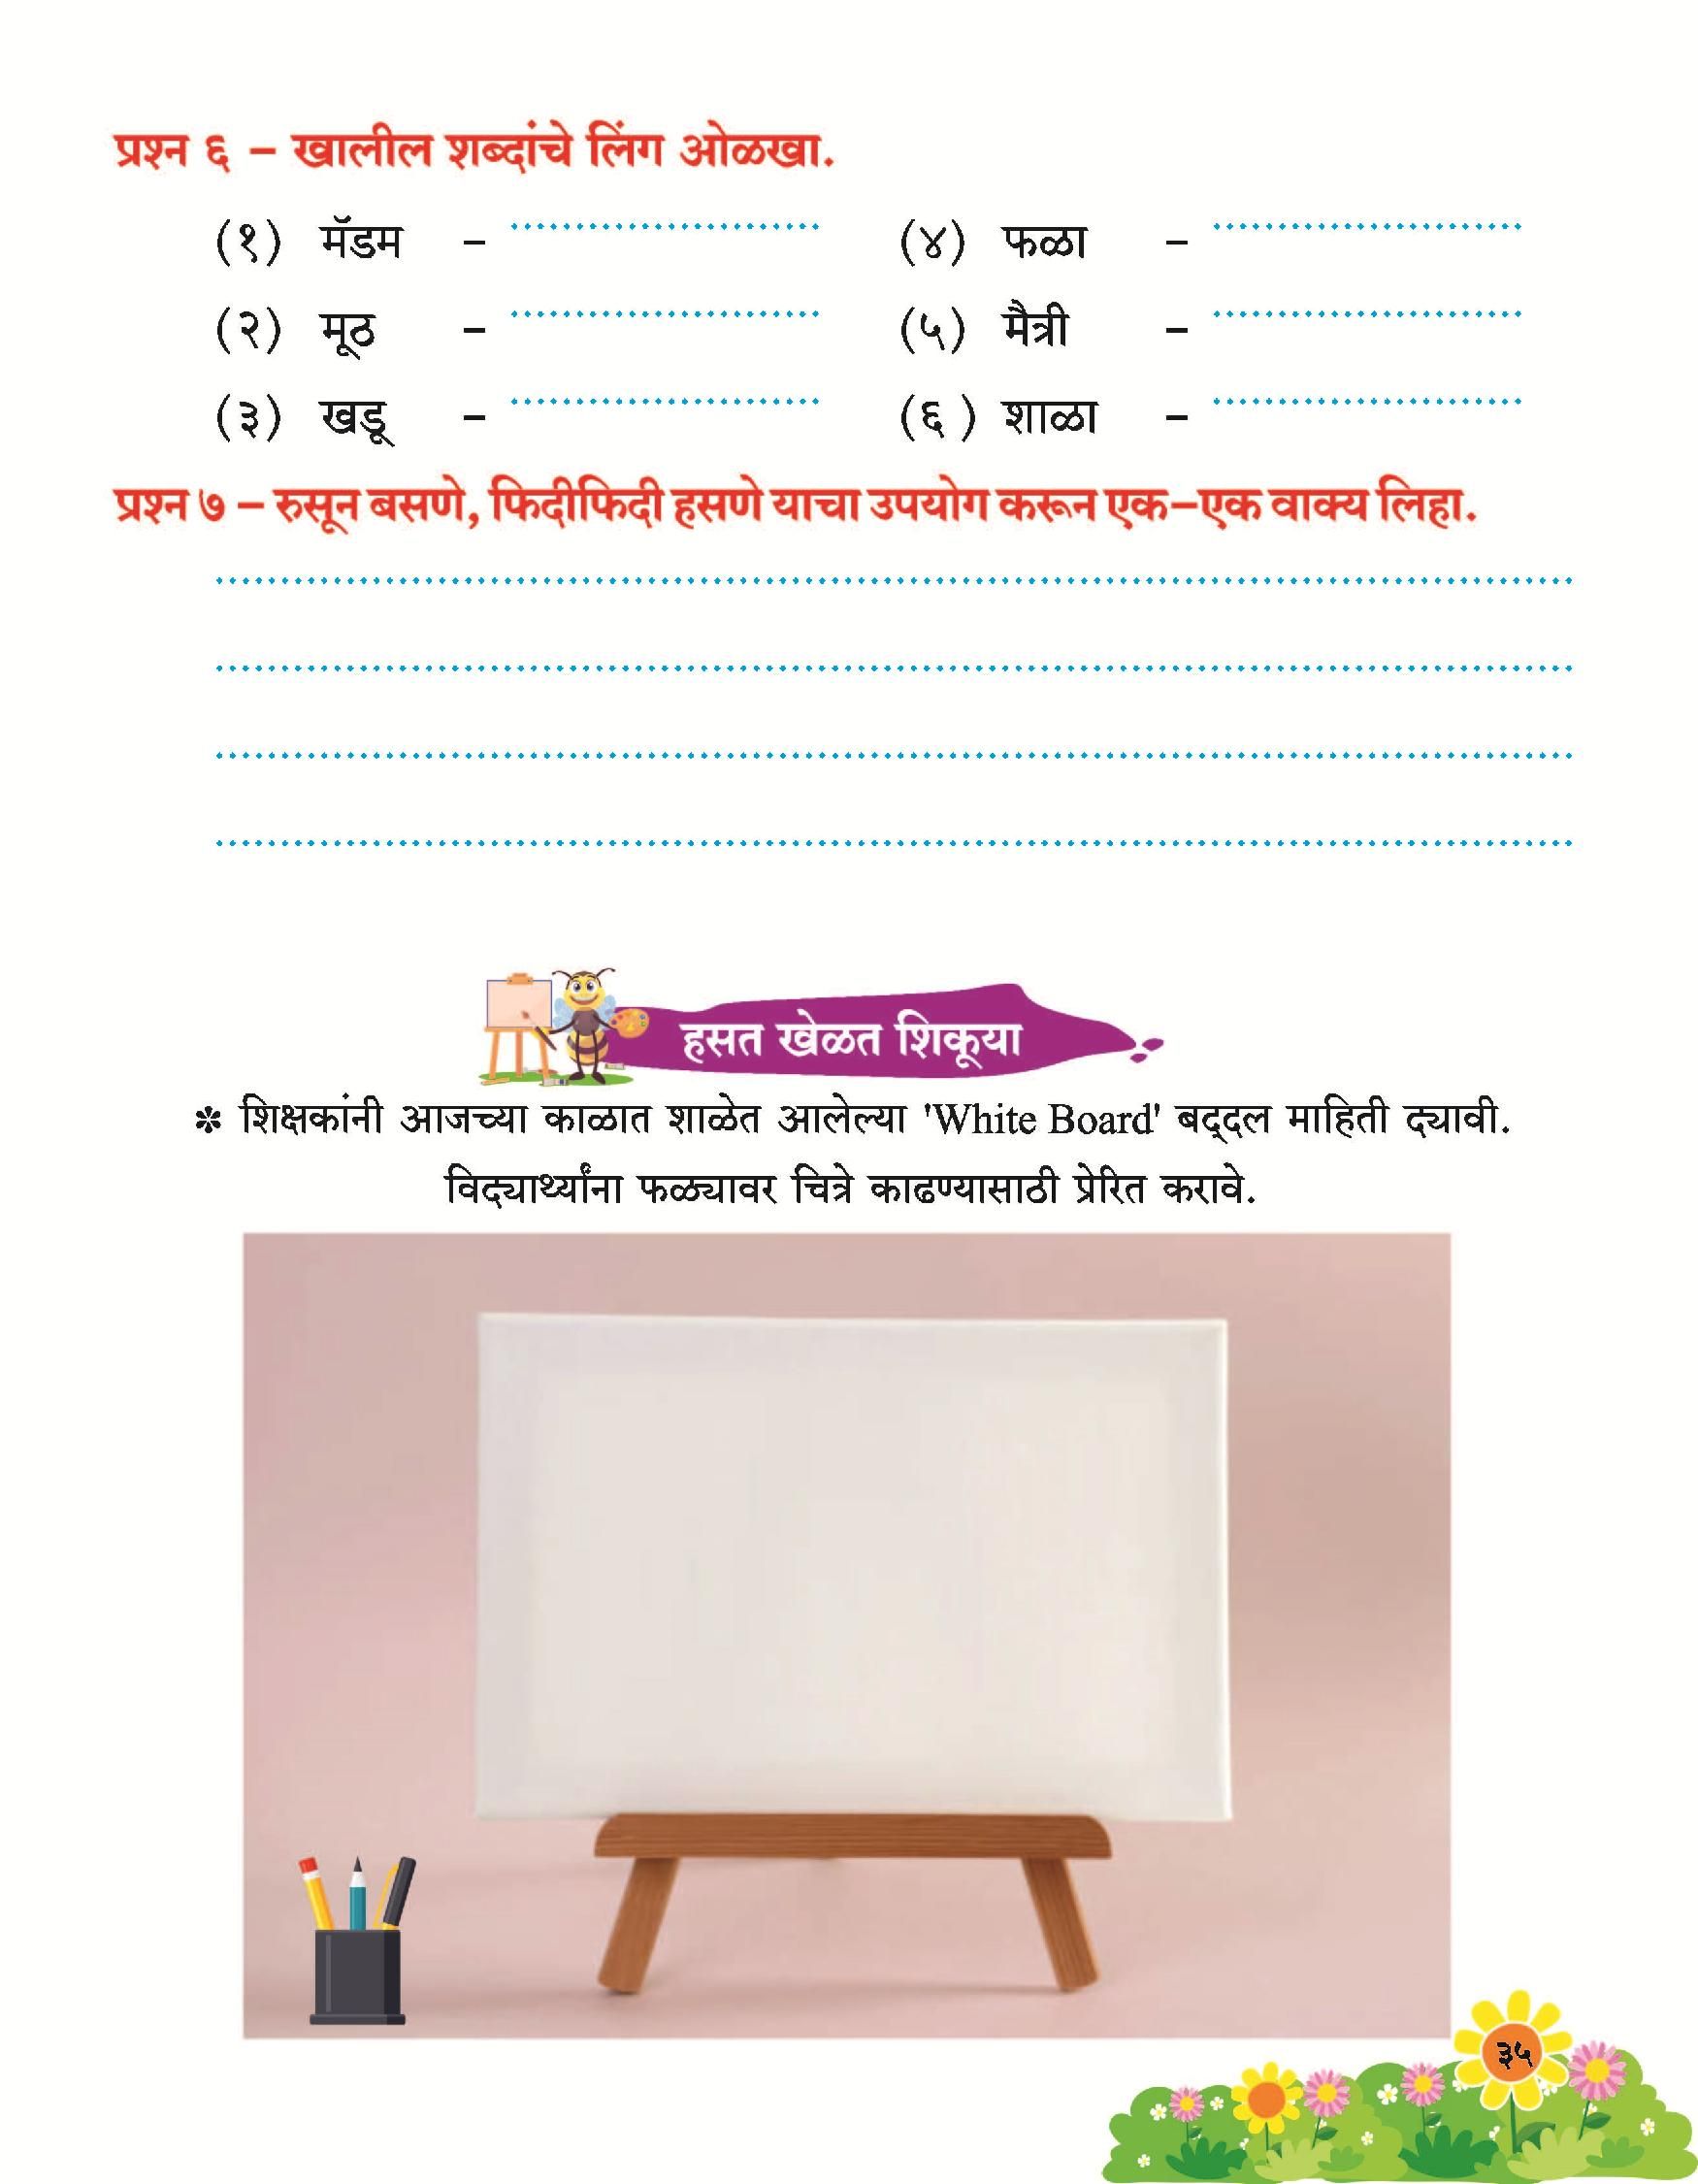 प्रश्न ६ – खालील शब्दांचे लिंग ओळखा.
(१) मॅडम – ........................ (४) फळा – ........................
(२) मूठ – ........................ (५) मैत्री – ........................
(३) खडू – ........................ (६ ) शाळा – ........................
प्रश्न ७ – रुसून बसणे, फिदीफिदी हसणे याचा उपयोग करून एक–एक वाक्य लिहा.
हसत खेळत शिकूया
✽ शिक्षकांनी आजच्या काळात शाळेत आलेल्या 'White Board' बद्दल माहिती द्यावी.
विद्यार्थ्यांना फळ्यावर चित्रे काढण्यासाठी प्रेरित करावे.
३५